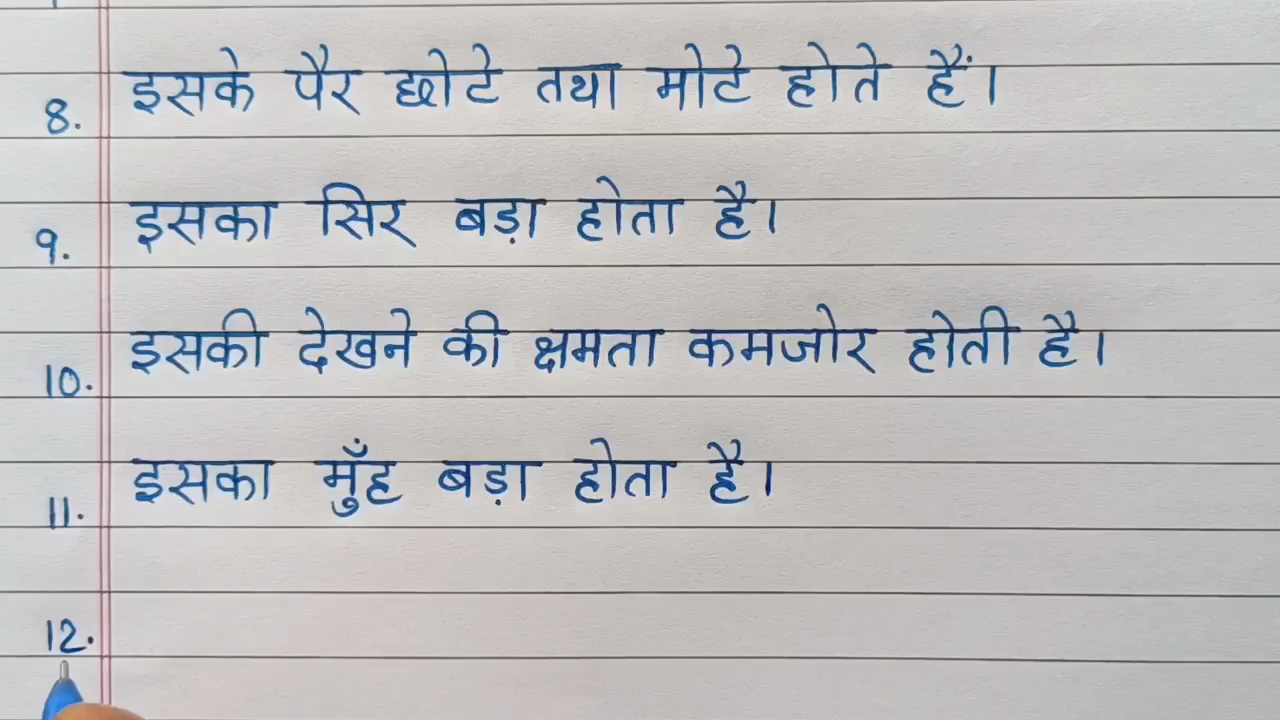 8. इसके पैर छोटे तथा मोटे होते हैं।
9. इसका सिर बड़ा होता है।
10. इसकी देखने की क्षमता कमजोर होती है।
11. इसका मुँह बड़ा होता है।
12.